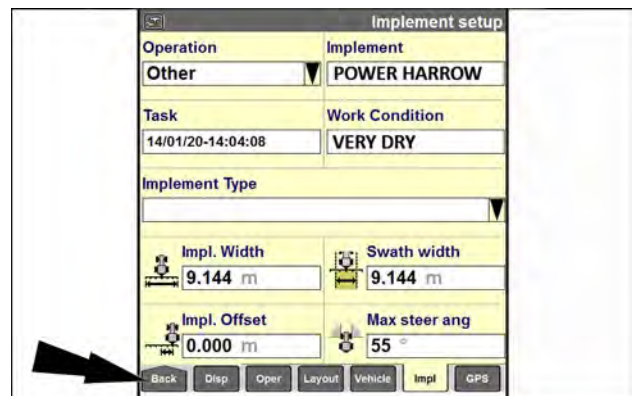 Implement setup
Operation
Implement
Other
POWER HARROW
Task
Work Condition
14/01/20-14:04:08
VERY DRY
Implement Type
Impl. Width
Swath width
9.144 m
9.144 m
Impl. Offset
Max steer ang
0.000 m
55 °
Back Disp Oper Layout Vehicle Impl GPS